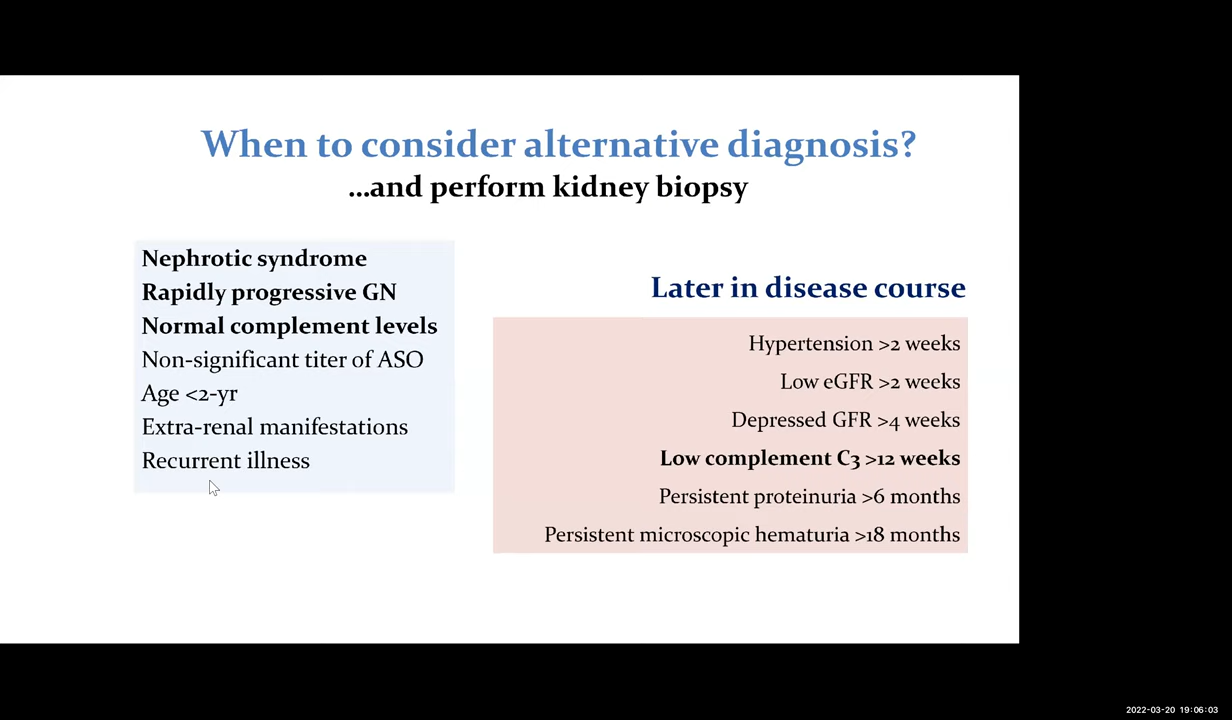 When to consider alternative diagnosis?
...and perform kidney biopsy
Nephrotic syndrome
Rapidly progressive GN
Normal complement levels
Non-significant titer of ASO
Age <2-yr
Extra-renal manifestations
Recurrent illness
Later in disease course
Hypertension >2 weeks
Low eGFR >2 weeks
Depressed GFR >4 weeks
Low complement C3 >12 weeks
Persistent proteinuria >6 months
Persistent microscopic hematuria >18 months
2022-03-20 19:06:03